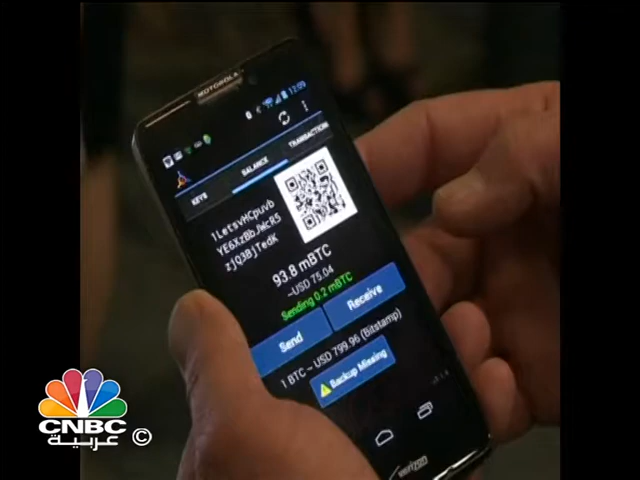 MOTOROLA
12:09
KEYS
BALANCE
TRANSACTION
1LetsvHCpuvb
YE6XzBbJWcR5
zjQ3BjTedK
93.8 mBTC
~USD 75.04
Sending 0.2 mBTC
Send
Receive
1 BTC ~ USD 799.96 (Bitstamp)
Backup Missing
verizon
CNBC
عربية ©